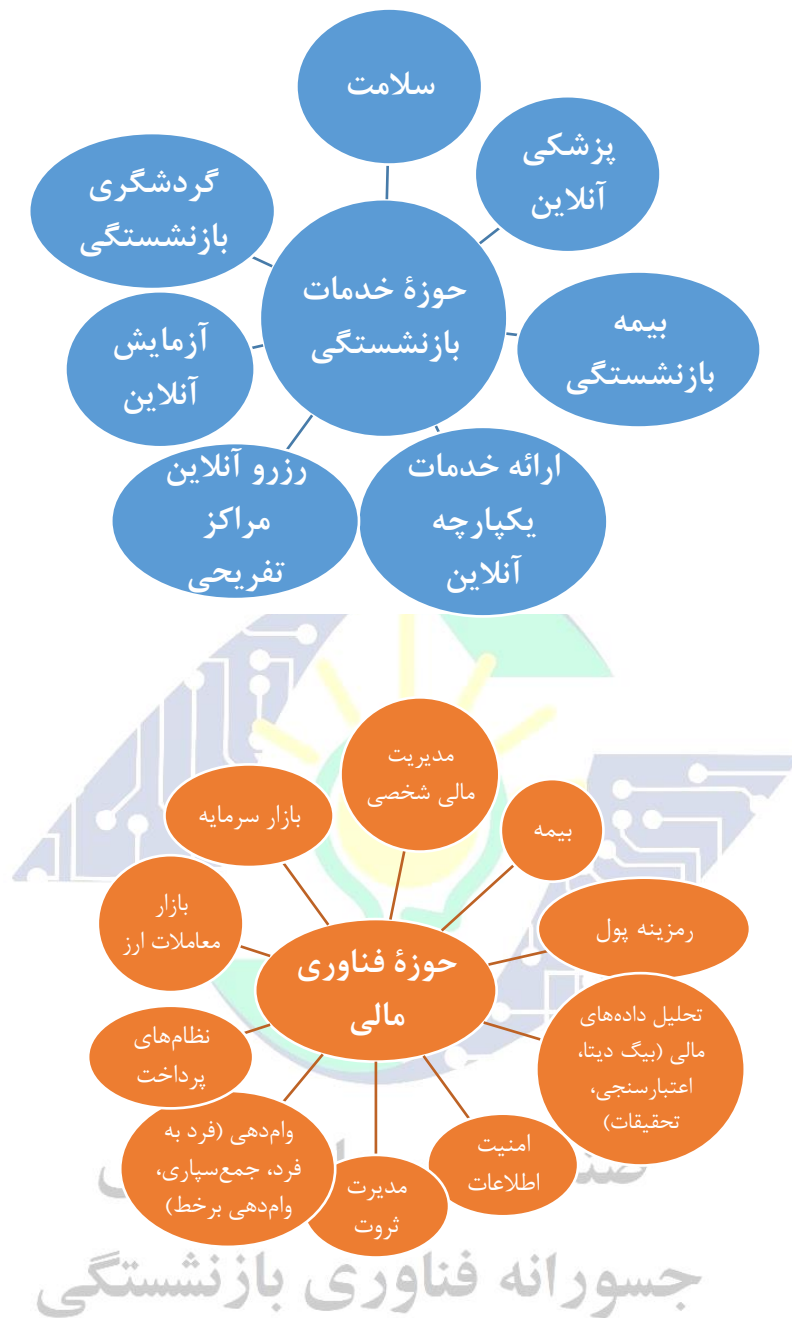 سلامت
پزشکی
آنلاین
گردشگری
بازنشستگی
حوزۀ خدمات
بازنشستگی
بیمه
بازنشستگی
آزمایش
آنلاین
ارائه خدمات
یکپارچه
آنلاین
رزرو آنلاین
مراکز
تفریحی
مدیریت
مالی شخصی
بیمه
بازار سرمایه
رمزینه پول
بازار
معاملات ارز
حوزۀ فناوری
مالی
تحلیل داده‌های
مالی (بیگ دیتا،
اعتبارسنجی،
تحقیقات)
نظام‌های
پرداخت
وام‌دهی (فرد به
فرد، جمع‌سپاری،
وام‌دهی برخط)
امنیت
اطلاعات
مدیرت
ثروت
جسورانه فناوری بازنشستگی